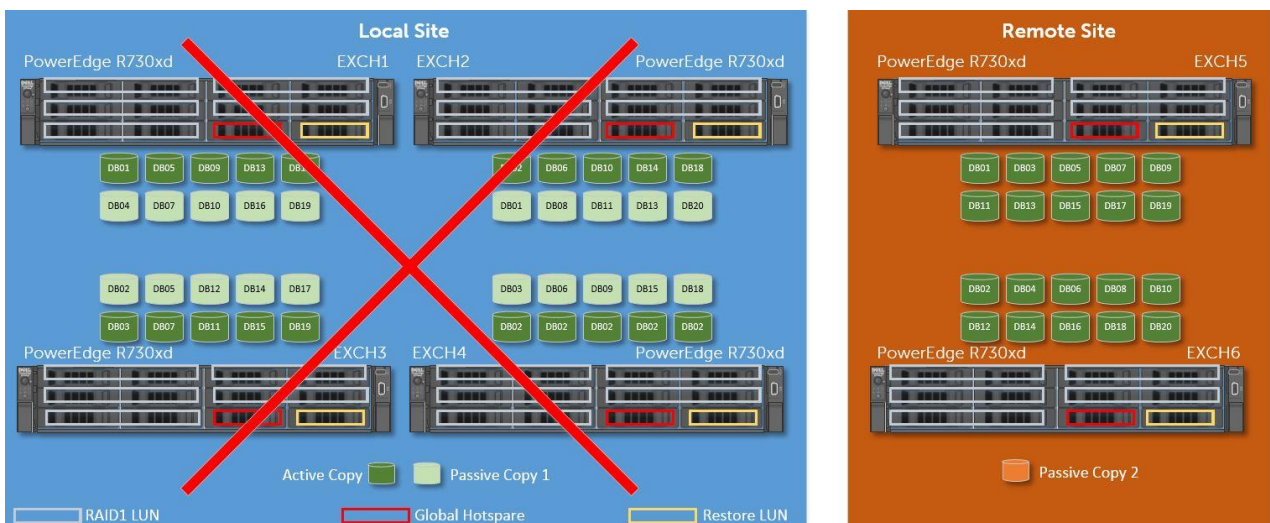 Local Site
PowerEdge R730xd
EXCH1
EXCH2
PowerEdge R730xd
DB01 DB05 DB09 DB13
DB04 DB07 DB10 DB16 DB19
DB06 DB10 DB14 DB18
DB01 DB08 DB11 DB13 DB20
DB02 DB05 DB12 DB14 DB17
DB03 DB07 DB11 DB15 DB19
DB03 DB06 DB09 DB15 DB18
DB02 DB02 DB02 DB02 DB02
PowerEdge R730xd
EXCH3
EXCH4
PowerEdge R730xd
Active Copy
Passive Copy 1
RAID1 LUN
Global Hotspare
Restore LUN
Remote Site
PowerEdge R730xd
EXCH5
DB01 DB03 DB05 DB07 DB09
DB11 DB13 DB15 DB17 DB19
DB02 DB04 DB06 DB08 DB10
DB12 DB14 DB16 DB18 DB20
PowerEdge R730xd
EXCH6
Passive Copy 2